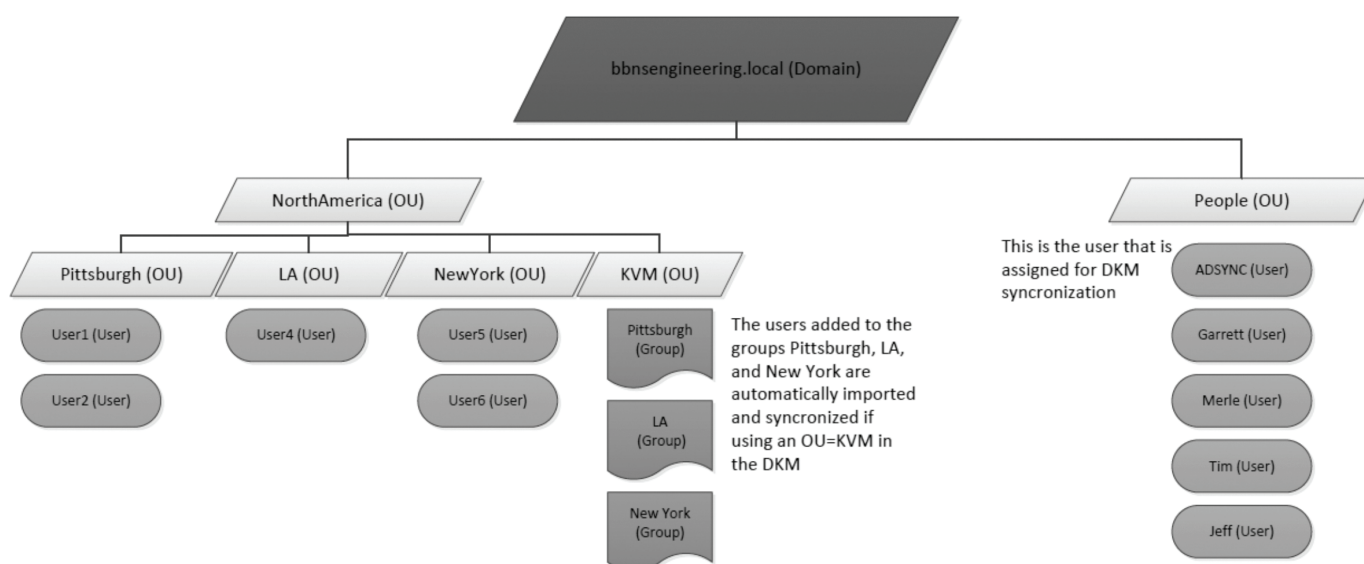 bbnsengineering.local (Domain)
NorthAmerica (OU)
People (OU)
Pittsburgh (OU)
LA (OU)
NewYork (OU)
KVM (OU)
User1 (User)
User2 (User)
User4 (User)
User5 (User)
User6 (User)
Pittsburgh
(Group)
LA
(Group)
New York
(Group)
The users added to the
groups Pittsburgh, LA,
and New York are
automatically imported
and syncronized if
using an OU=KVM in
the DKM
This is the user that is
assigned for DKM
syncronization
ADSYNC (User)
Garrett (User)
Merle (User)
Tim (User)
Jeff (User)